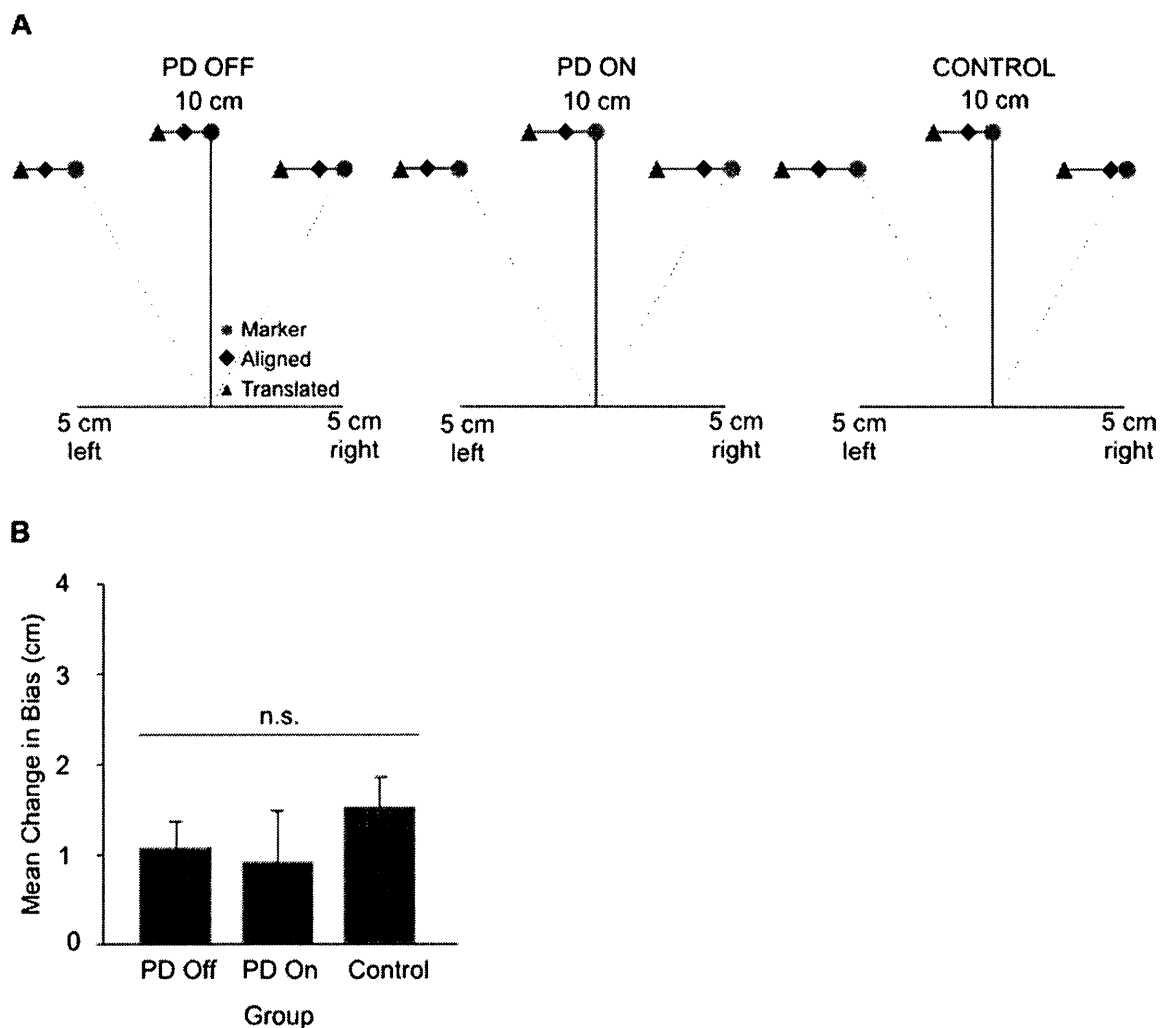 A
PD OFF
10 cm
PD ON
10 cm
CONTROL
10 cm
Marker
Aligned
Translated
5 cm
left
5 cm
right
5 cm
left
5 cm
right
5 cm
left
5 cm
right
B
Mean Change in Bias (cm)
4
3
2
1
0
n.s.
PD Off PD On Control
Group